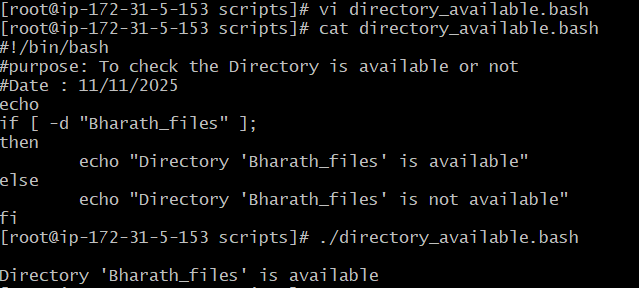 [root@ip-172-31-5-153 scripts]# vi directory_available.bash
[root@ip-172-31-5-153 scripts]# cat directory_available.bash
#!/bin/bash
#purpose: To check the Directory is available or not
#Date : 11/11/2025
echo
if [ -d "Bharath_files" ];
then
        echo "Directory 'Bharath_files' is available"
else
        echo "Directory 'Bharath_files' is not available"
fi
[root@ip-172-31-5-153 scripts]# ./directory_available.bash

Directory 'Bharath_files' is available